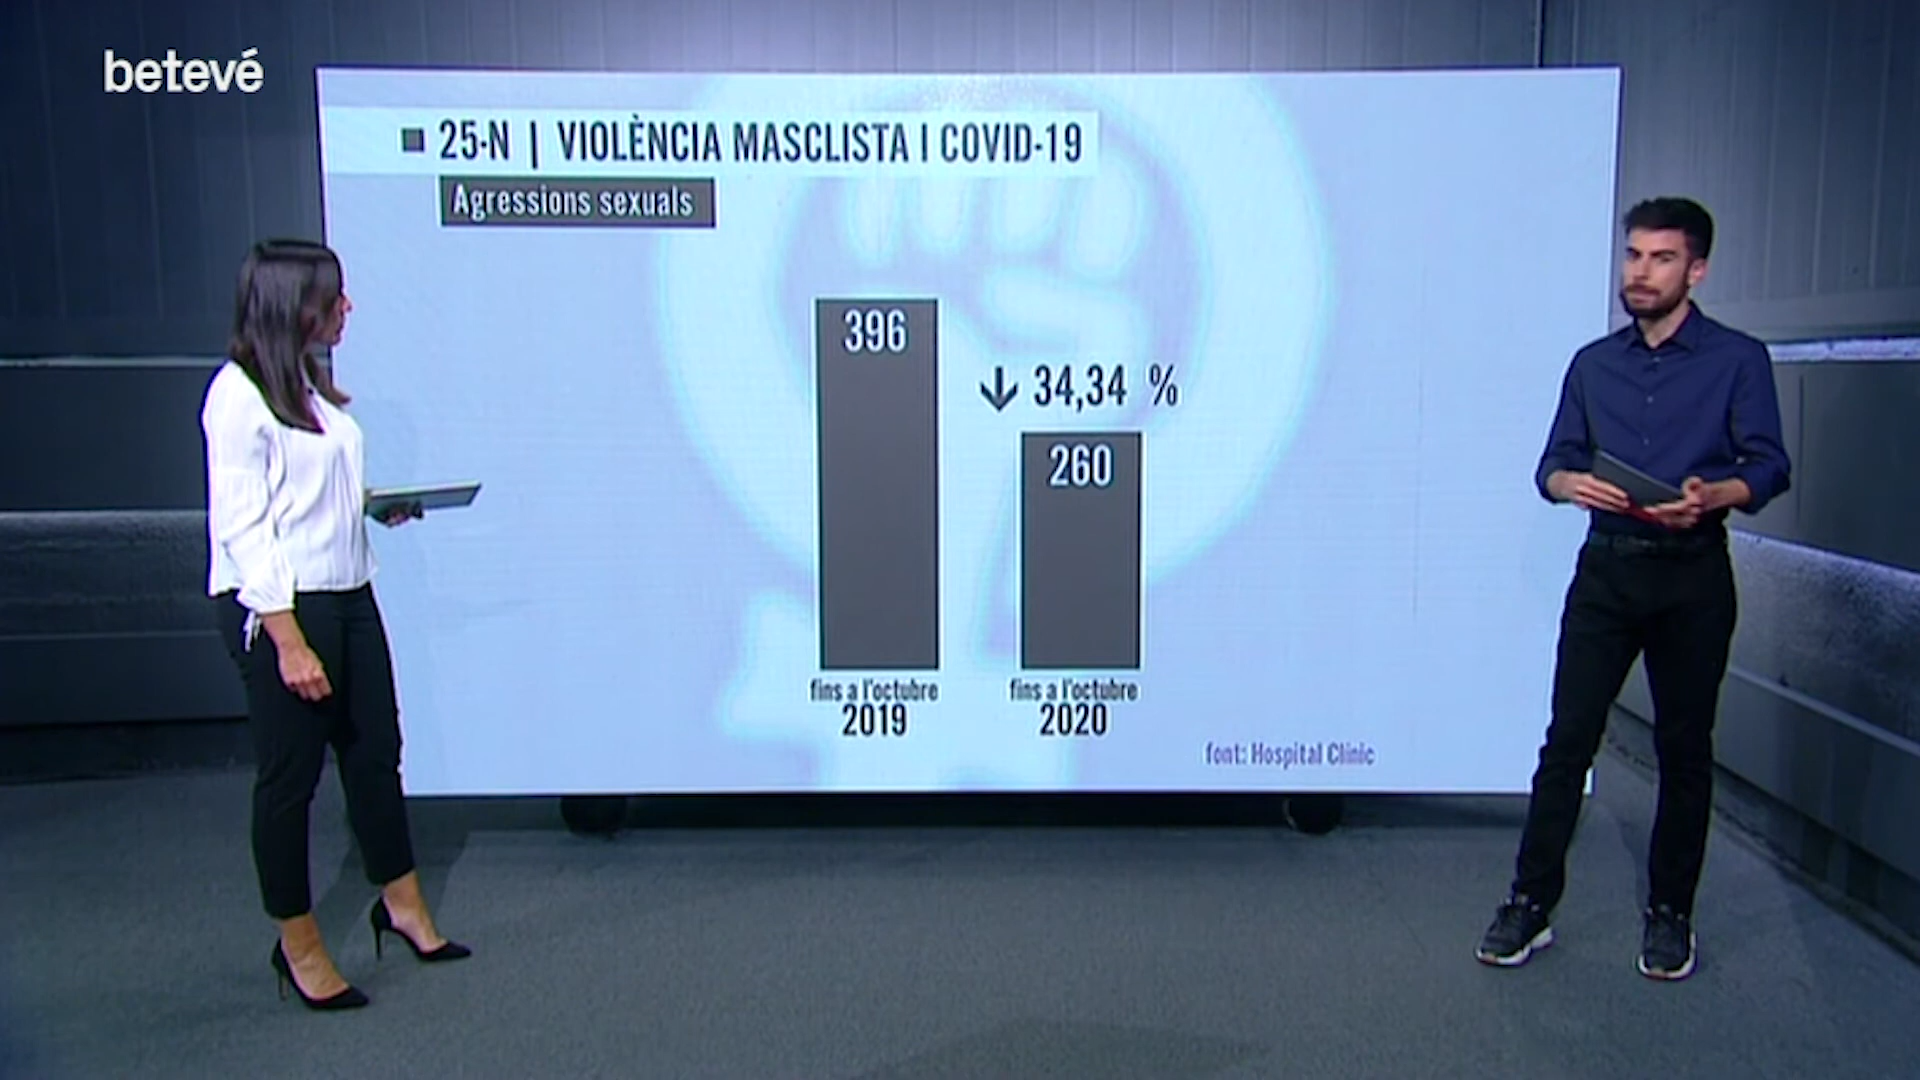 betevé
25-N | VIOLÈNCIA MASCLISTA I COVID-19
Agressions sexuals
396
34,34 %
260
fins a l'octubre
2019
fins a l'octubre
2020
font: Hospital Clínic